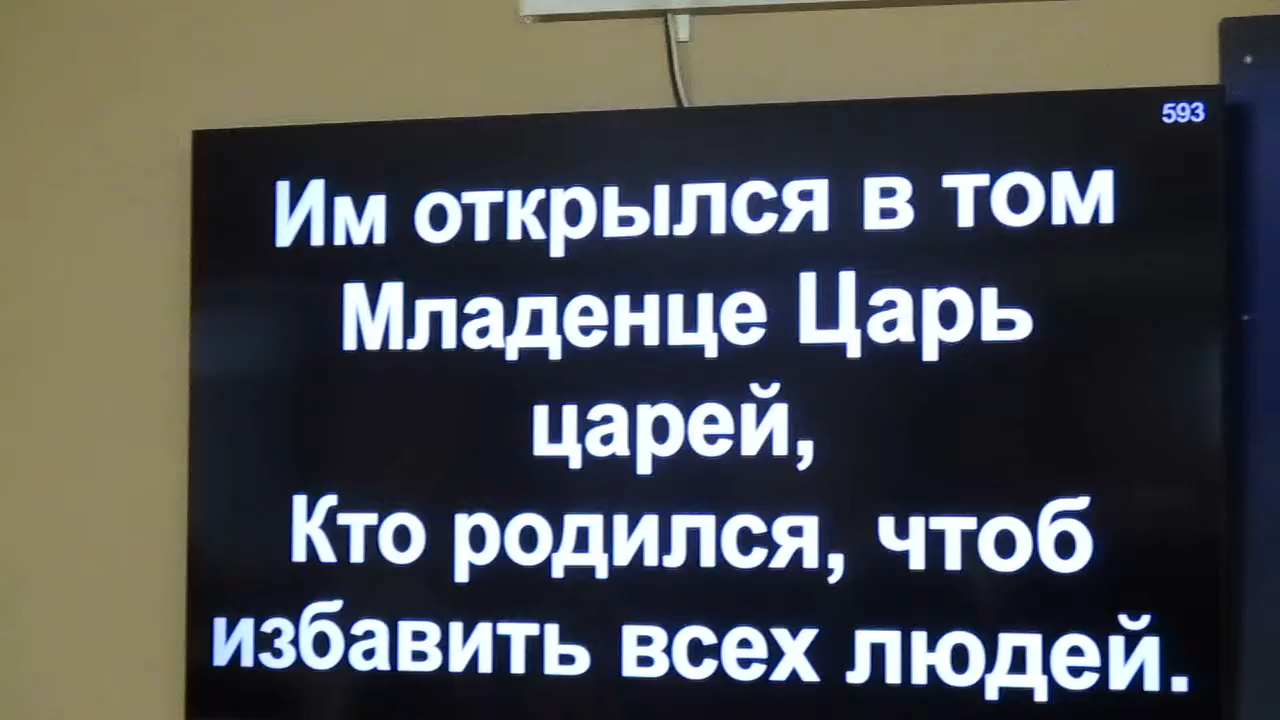 593
Им открылся в том
Младенце Царь
царей,
Кто родился, чтоб
избавить всех людей.